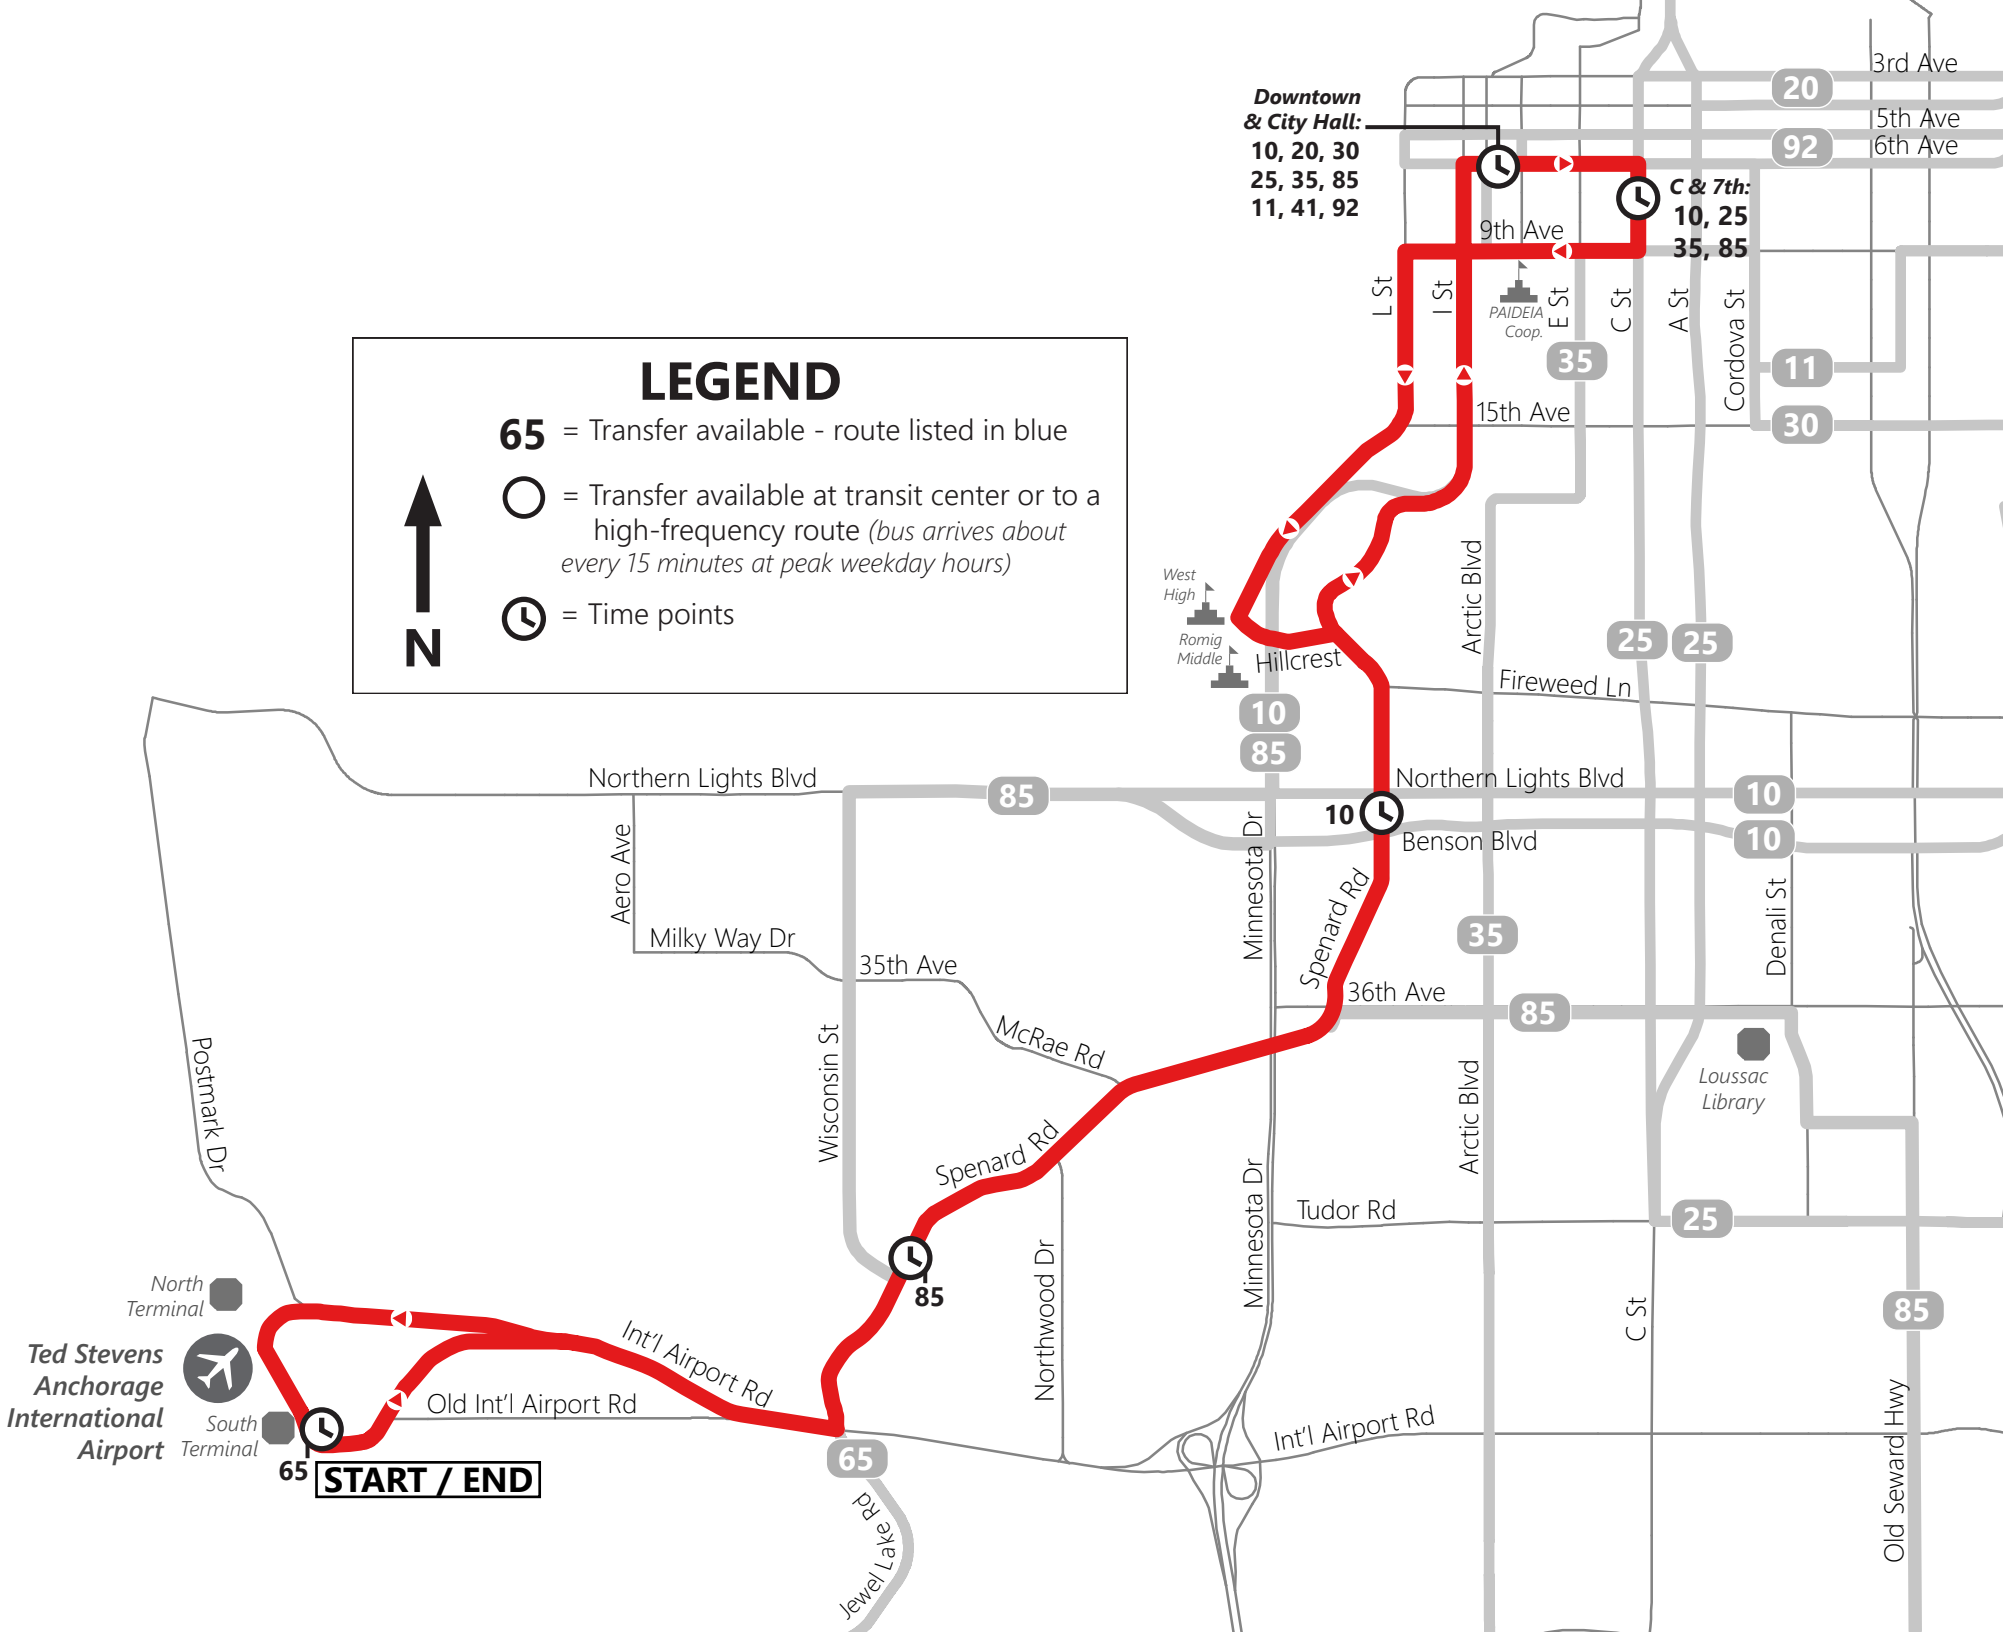 3rd Ave
20
5th Ave
92
6th Ave
Downtown
& City Hall:
10, 20, 30
25, 35, 85
11, 41, 92
C & 7th:
10, 25
35, 85
9th Ave
L St
I St
PAIDEIA
Coop.
E St
C St
A St
Cordova St
35
11
15th Ave
30
LEGEND
65 = Transfer available - route listed in blue
= Transfer available at transit center or to a
high-frequency route (bus arrives about
every 15 minutes at peak weekday hours)
= Time points
N
West
High
Romig
Middle
Hillcrest
Arctic Blvd
25
25
Fireweed Ln
10
85
Northern Lights Blvd
85
Northern Lights Blvd
10
10
Benson Blvd
10
Aero Ave
Minnesota Dr
Spenard Rd
Denali St
35
Milky Way Dr
35th Ave
36th Ave
85
McRae Rd
Loussac
Library
Postmark Dr
Wisconsin St
Spenard Rd
Arctic Blvd
Minnesota Dr
Tudor Rd
25
85
Northwood Dr
C St
85
North
Terminal
Ted Stevens
Anchorage
International
Airport
South
Terminal
Int'l Airport Rd
Old Int'l Airport Rd
Int'l Airport Rd
65
START / END
65
Jewel Lake Rd
Old Seward Hwy